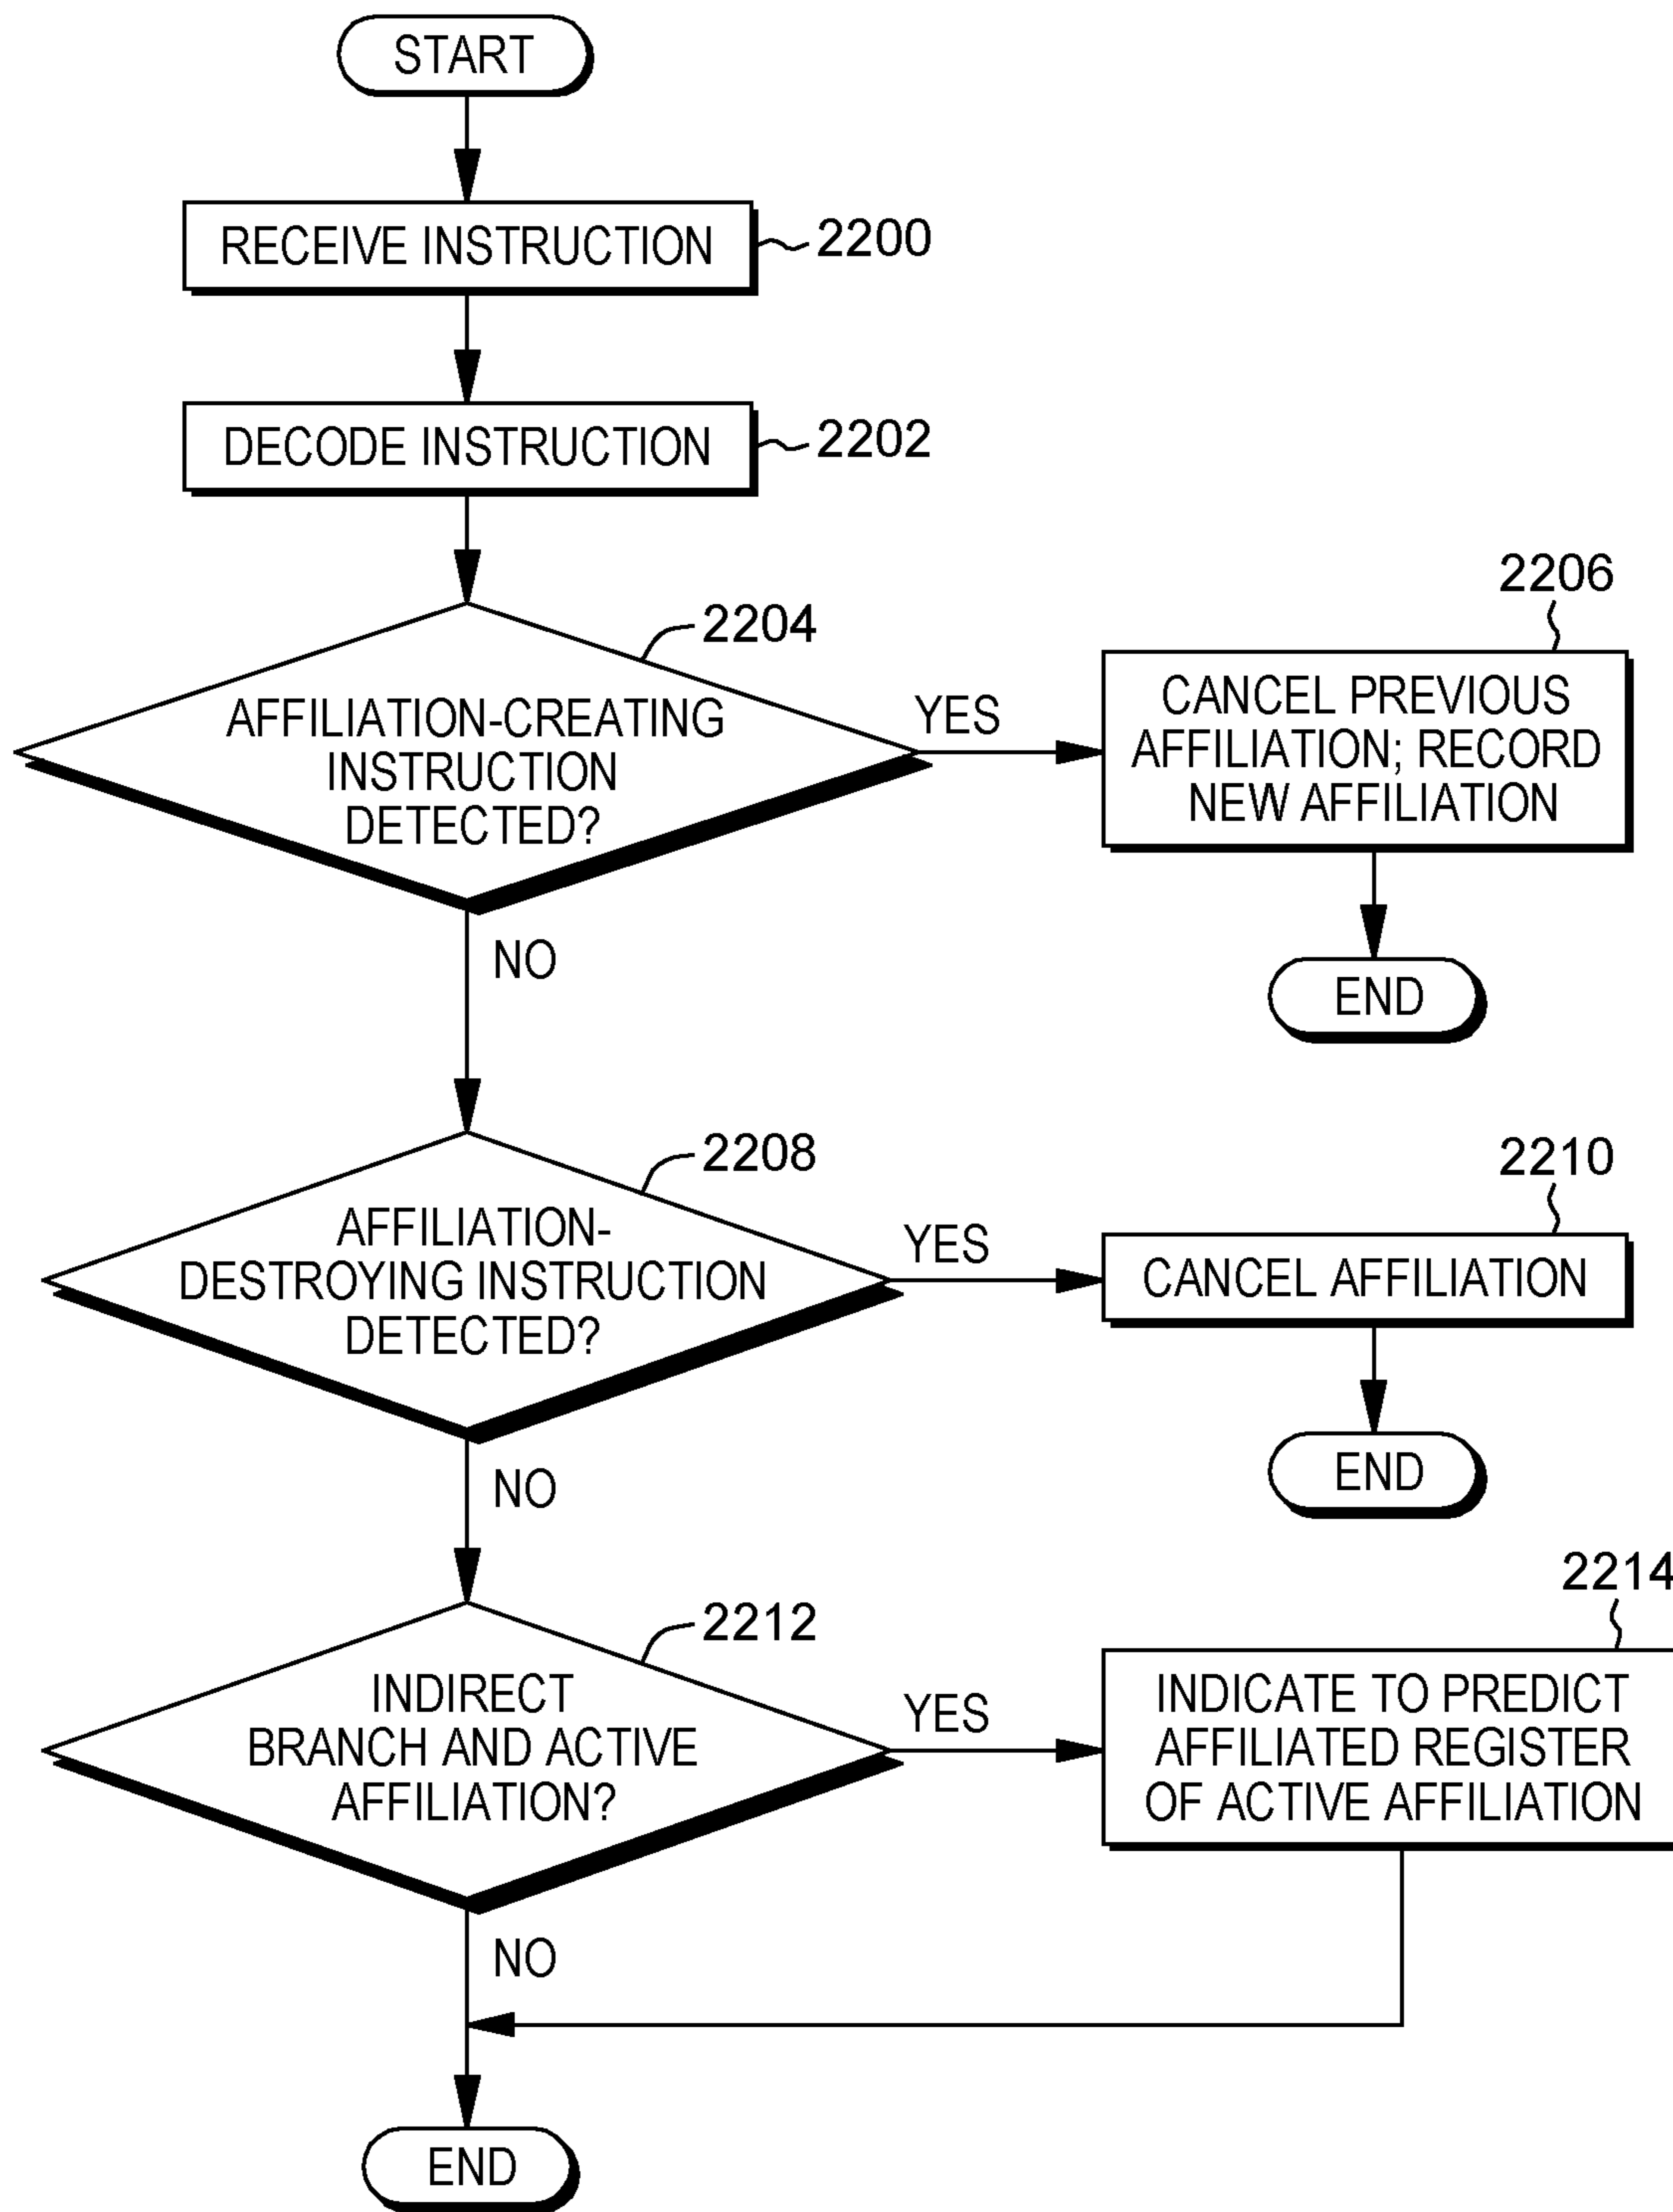 START
RECEIVE INSTRUCTION
2200
DECODE INSTRUCTION
2202
2204
AFFILIATION-CREATING
INSTRUCTION
DETECTED?
YES
2206
CANCEL PREVIOUS
AFFILIATION; RECORD
NEW AFFILIATION
END
NO
2208
AFFILIATION-
DESTROYING INSTRUCTION
DETECTED?
YES
2210
CANCEL AFFILIATION
END
NO
2212
INDIRECT
BRANCH AND ACTIVE
AFFILIATION?
YES
2214
INDICATE TO PREDICT
AFFILIATED REGISTER
OF ACTIVE AFFILIATION
NO
END